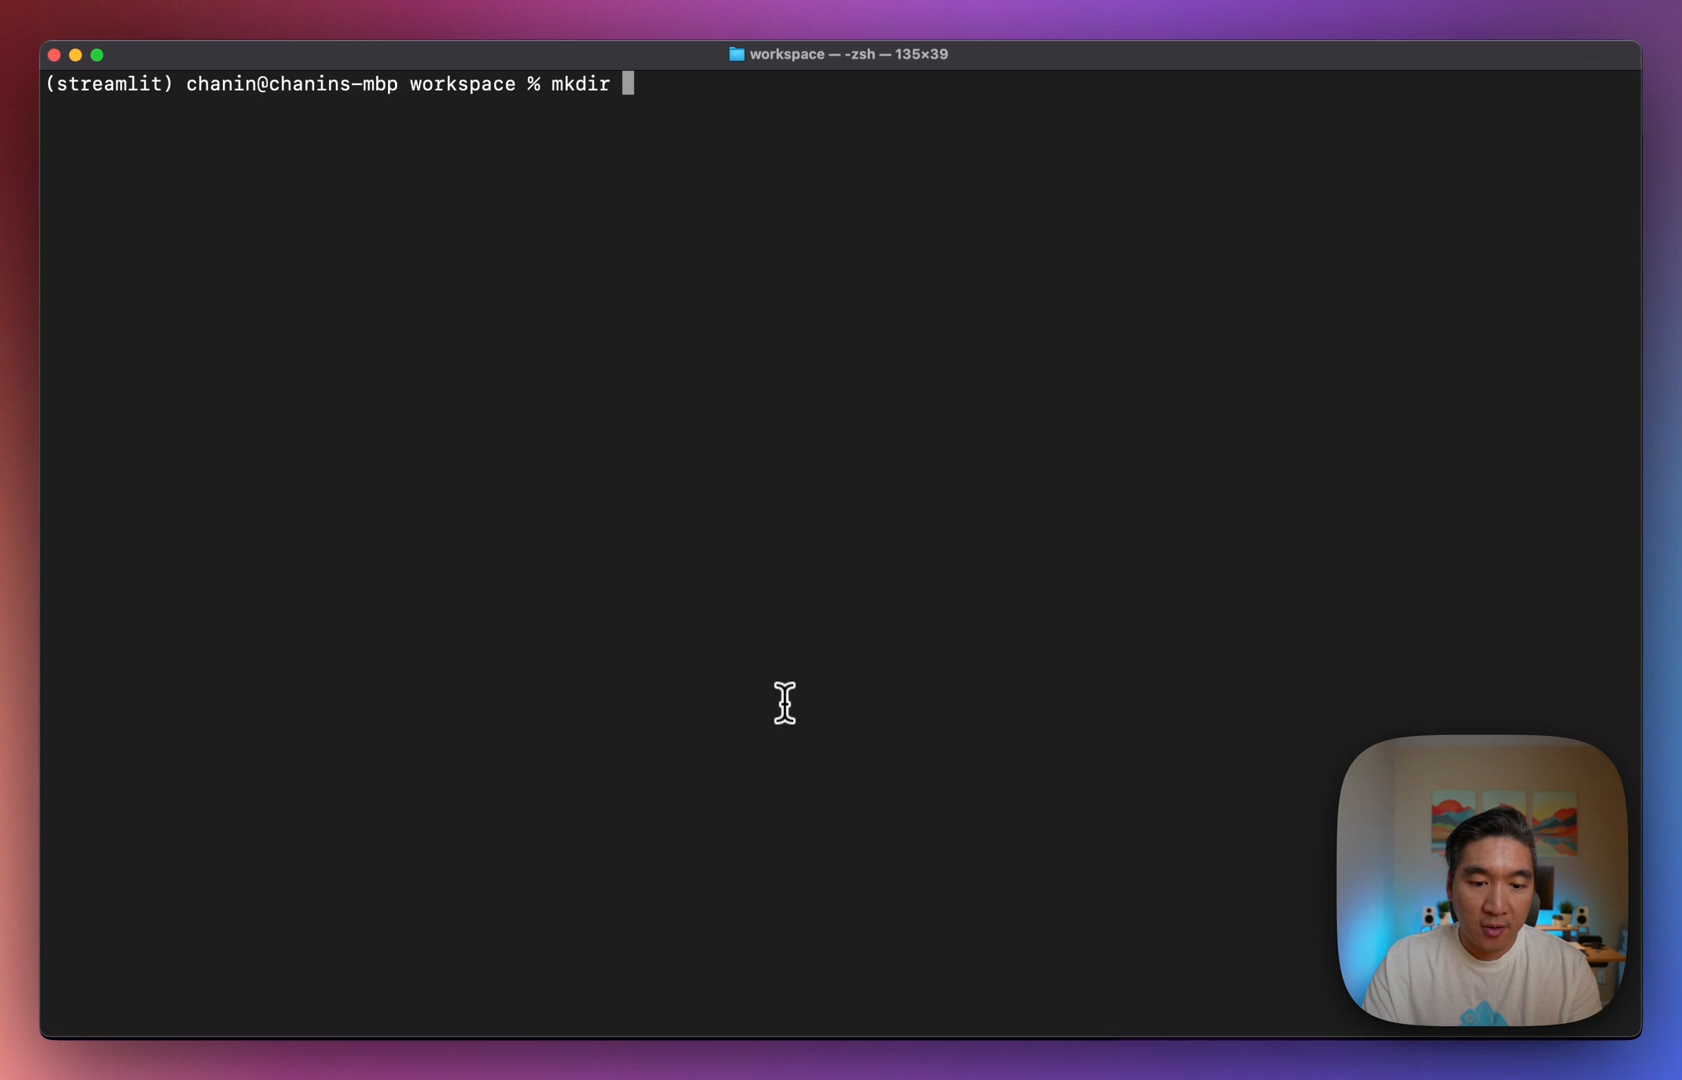 workspace — -zsh — 135×39
(streamlit) chanin@chanins-mbp workspace % mkdir